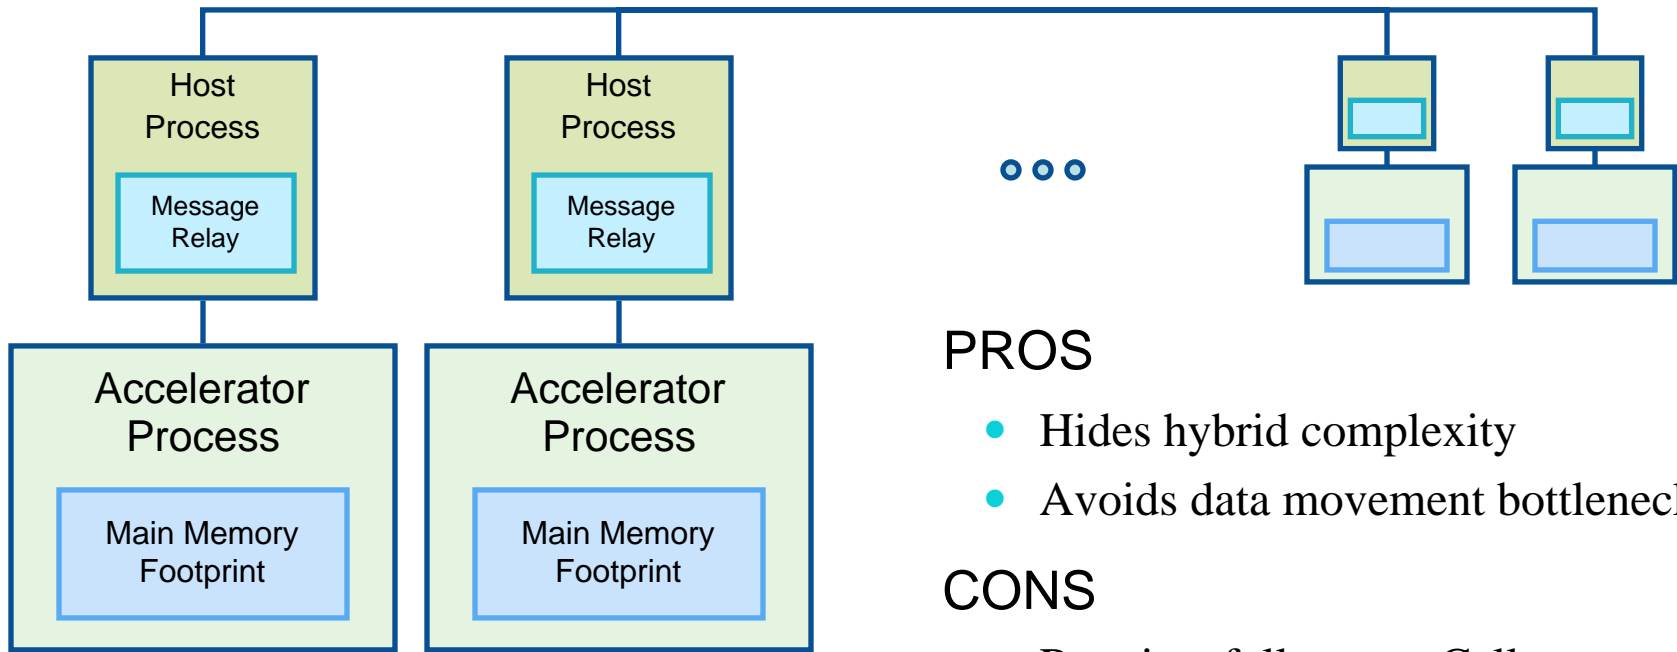 Host
Process
Message
Relay
Accelerator
Process
Main Memory
Footprint
Host
Process
Message
Relay
Accelerator
Process
Main Memory
Footprint
PROS
• Hides hybrid complexity
• Avoids data movement
CONS